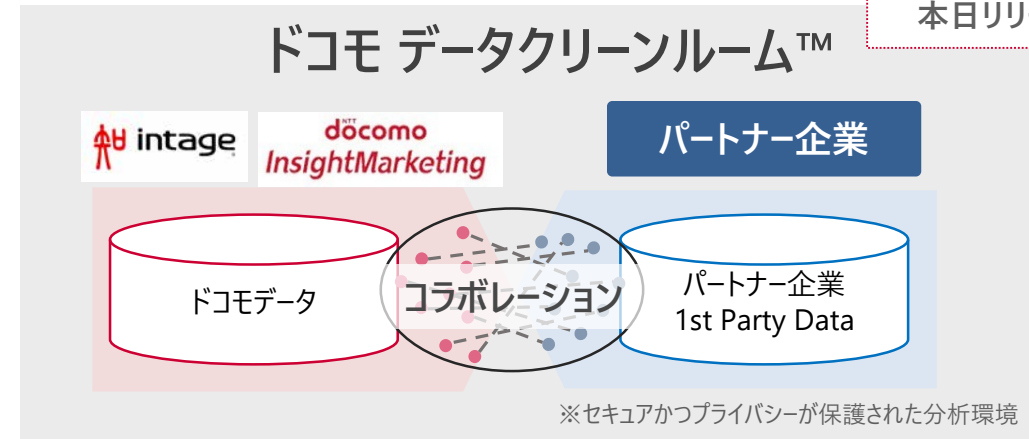 本日リリ
ドコモ データクリーンルーム™
intage
NTT
döcomo
InsightMarketing
パートナー企業
ドコモデータ
コラボレーション
パートナー企業
1st Party Data
※セキュアかつプライバシーが保護された分析環境